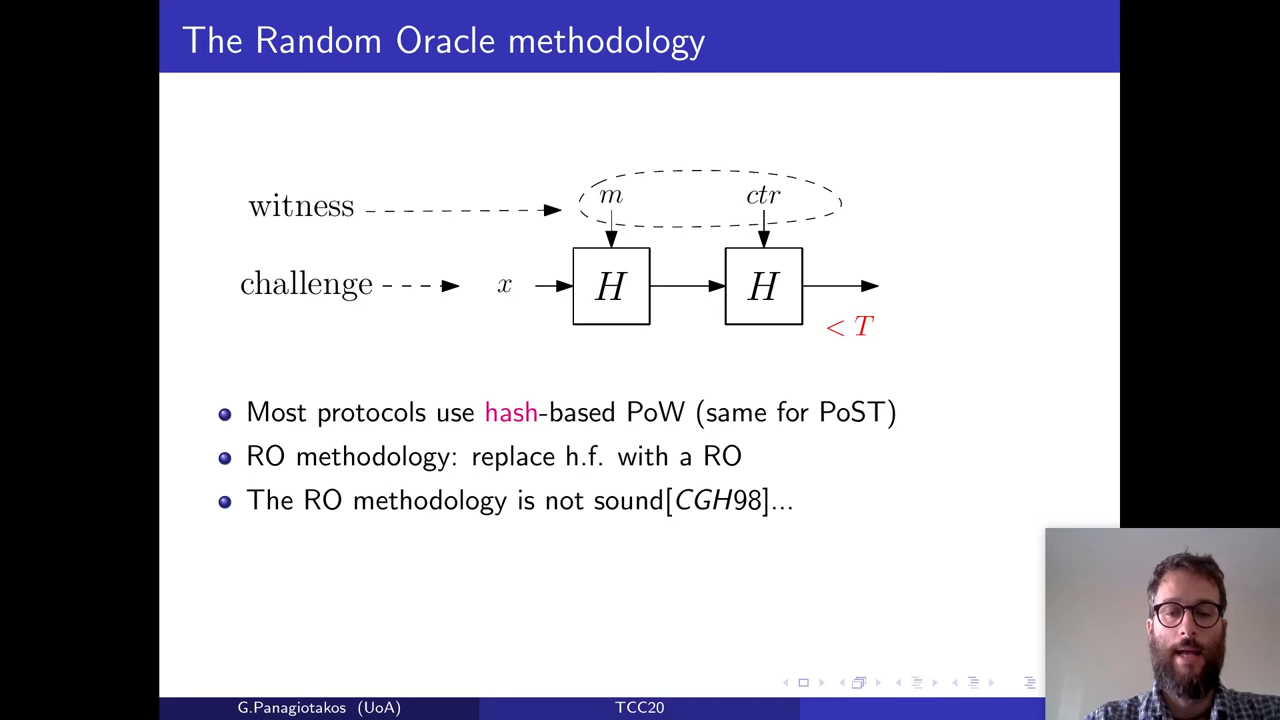 The Random Oracle methodology
witness
m
ctr
challenge
x
H
H
< T
Most protocols use hash-based PoW (same for PoST)
RO methodology: replace h.f. with a RO
The RO methodology is not sound[CGH98]...
G.Panagiotakos (UoA)
TCC20